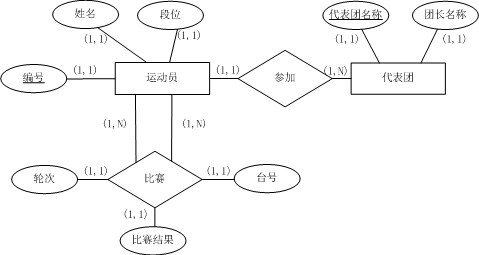 姓名
段位
代表团名称
团长名称
(1,1)
(1,1)
(1,1)
(1,1)
编号
(1,1)
运动员
(1,1)
参加
(1,N)
代表团
(1,N)
(1,N)
轮次
(1,1)
比赛
(1,1)
台号
(1,1)
比赛结果